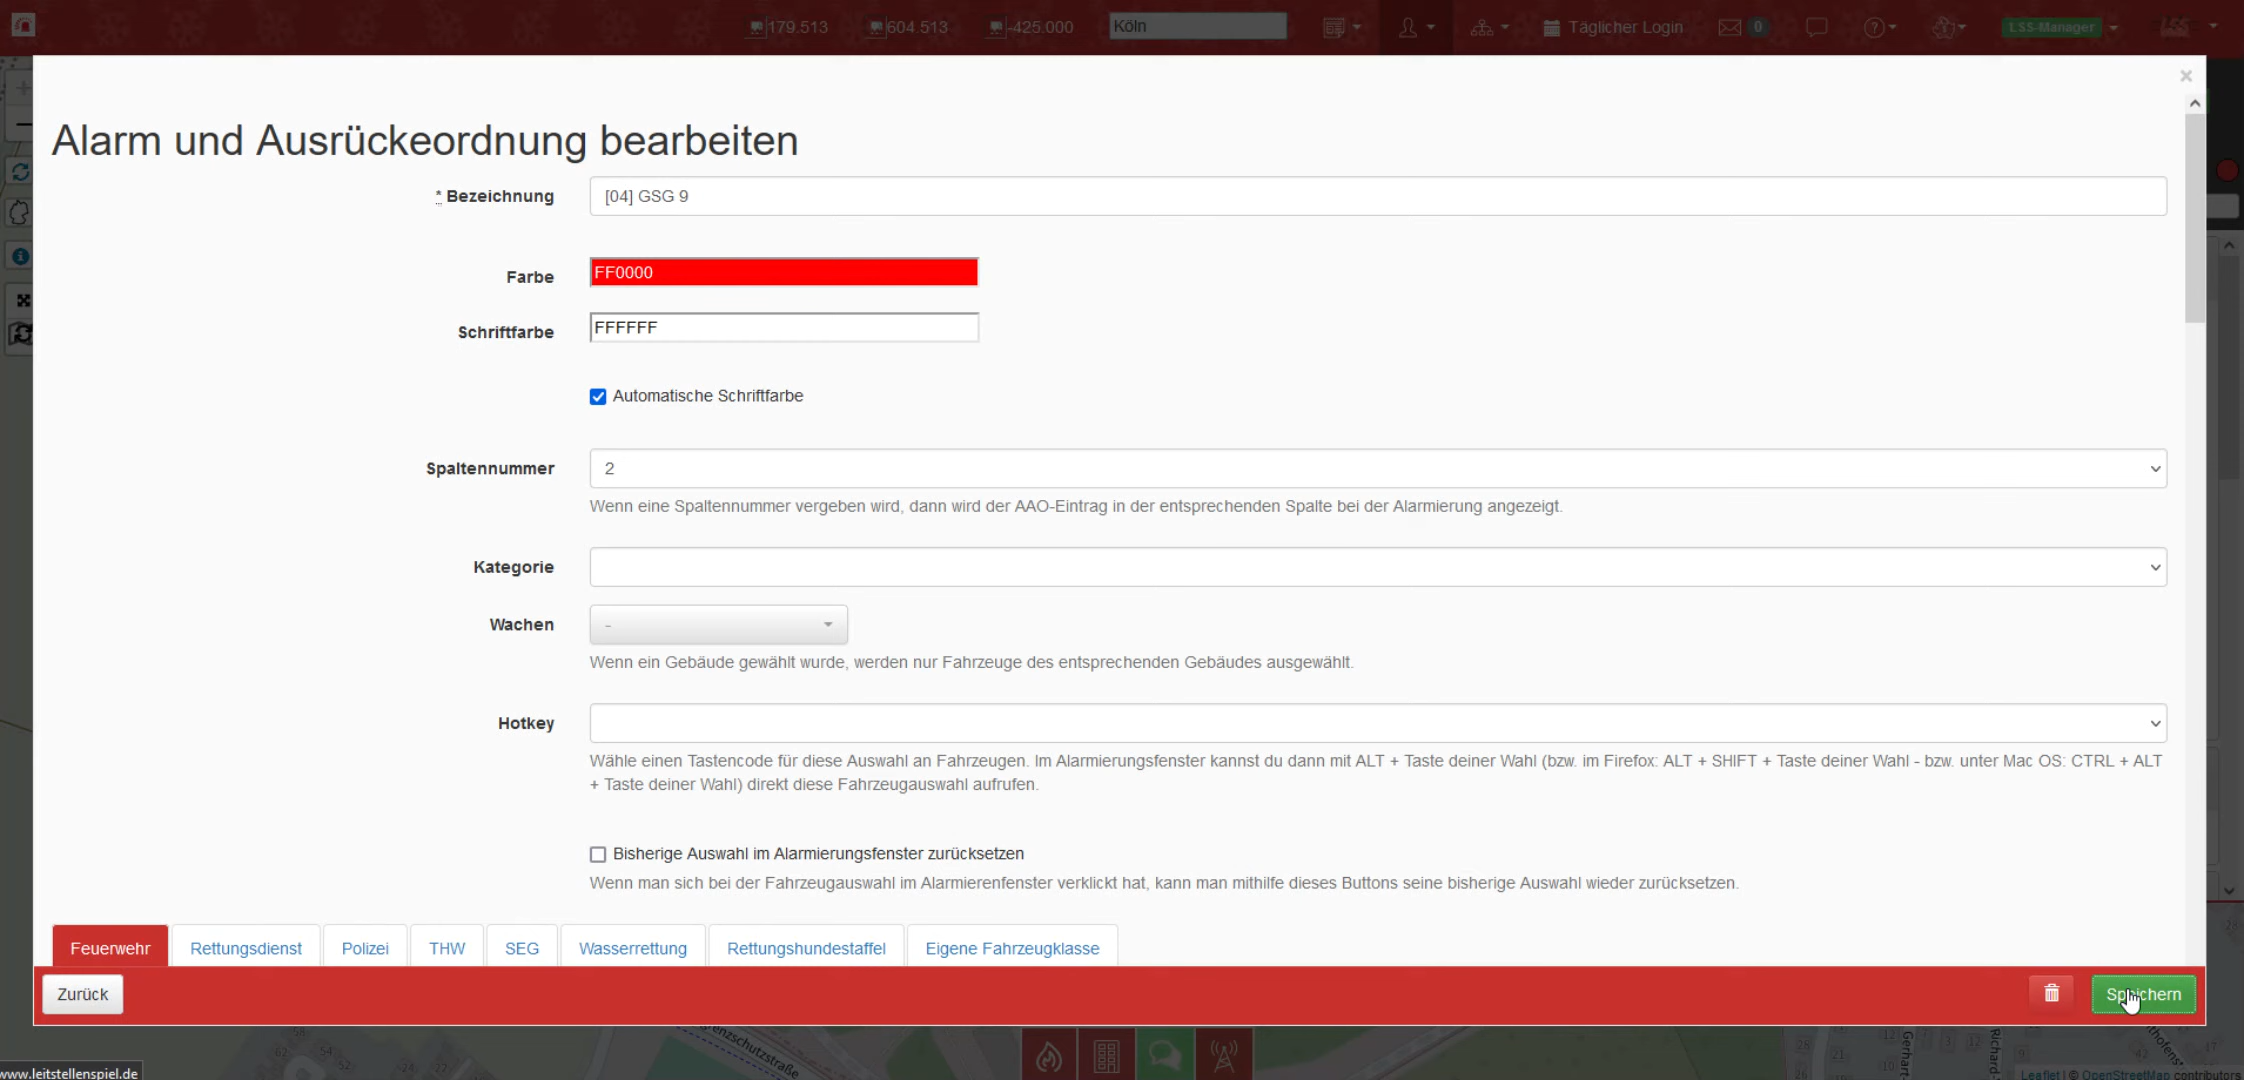 179.513
604.513
-425.000
Köln
Täglicher Login
0
LSS-Manager
LSS
×
Alarm und Ausrückeordnung bearbeiten
* Bezeichnung
[04] GSG 9
Farbe
FF0000
Schriftfarbe
FFFFFF
Automatische Schriftfarbe
Spaltennummer
2
Wenn eine Spaltennummer vergeben wird, dann wird der AAO-Eintrag in der entsprechenden Spalte bei der Alarmierung angezeigt.
Kategorie
Wachen
-
Wenn ein Gebäude gewählt wurde, werden nur Fahrzeuge des entsprechenden Gebäudes ausgewählt.
Hotkey
Wähle einen Tastencode für diese Auswahl an Fahrzeugen. Im Alarmierungsfenster kannst du dann mit ALT + Taste deiner Wahl (bzw. im Firefox: ALT + SHIFT + Taste deiner Wahl - bzw. unter Mac OS: CTRL + ALT
+ Taste deiner Wahl) direkt diese Fahrzeugauswahl aufrufen.
Bisherige Auswahl im Alarmierungsfenster zurücksetzen
Wenn man sich bei der Fahrzeugauswahl im Alarmierenfenster verklickt hat, kann man mithilfe dieses Buttons seine bisherige Auswahl wieder zurücksetzen.
Feuerwehr
Rettungsdienst
Polizei
THW
SEG
Wasserrettung
Rettungshundestaffel
Eigene Fahrzeugklasse
Zurück
Speichern
www.leitstellenspiel.de
Leaflet | © OpenStreetMap contributors